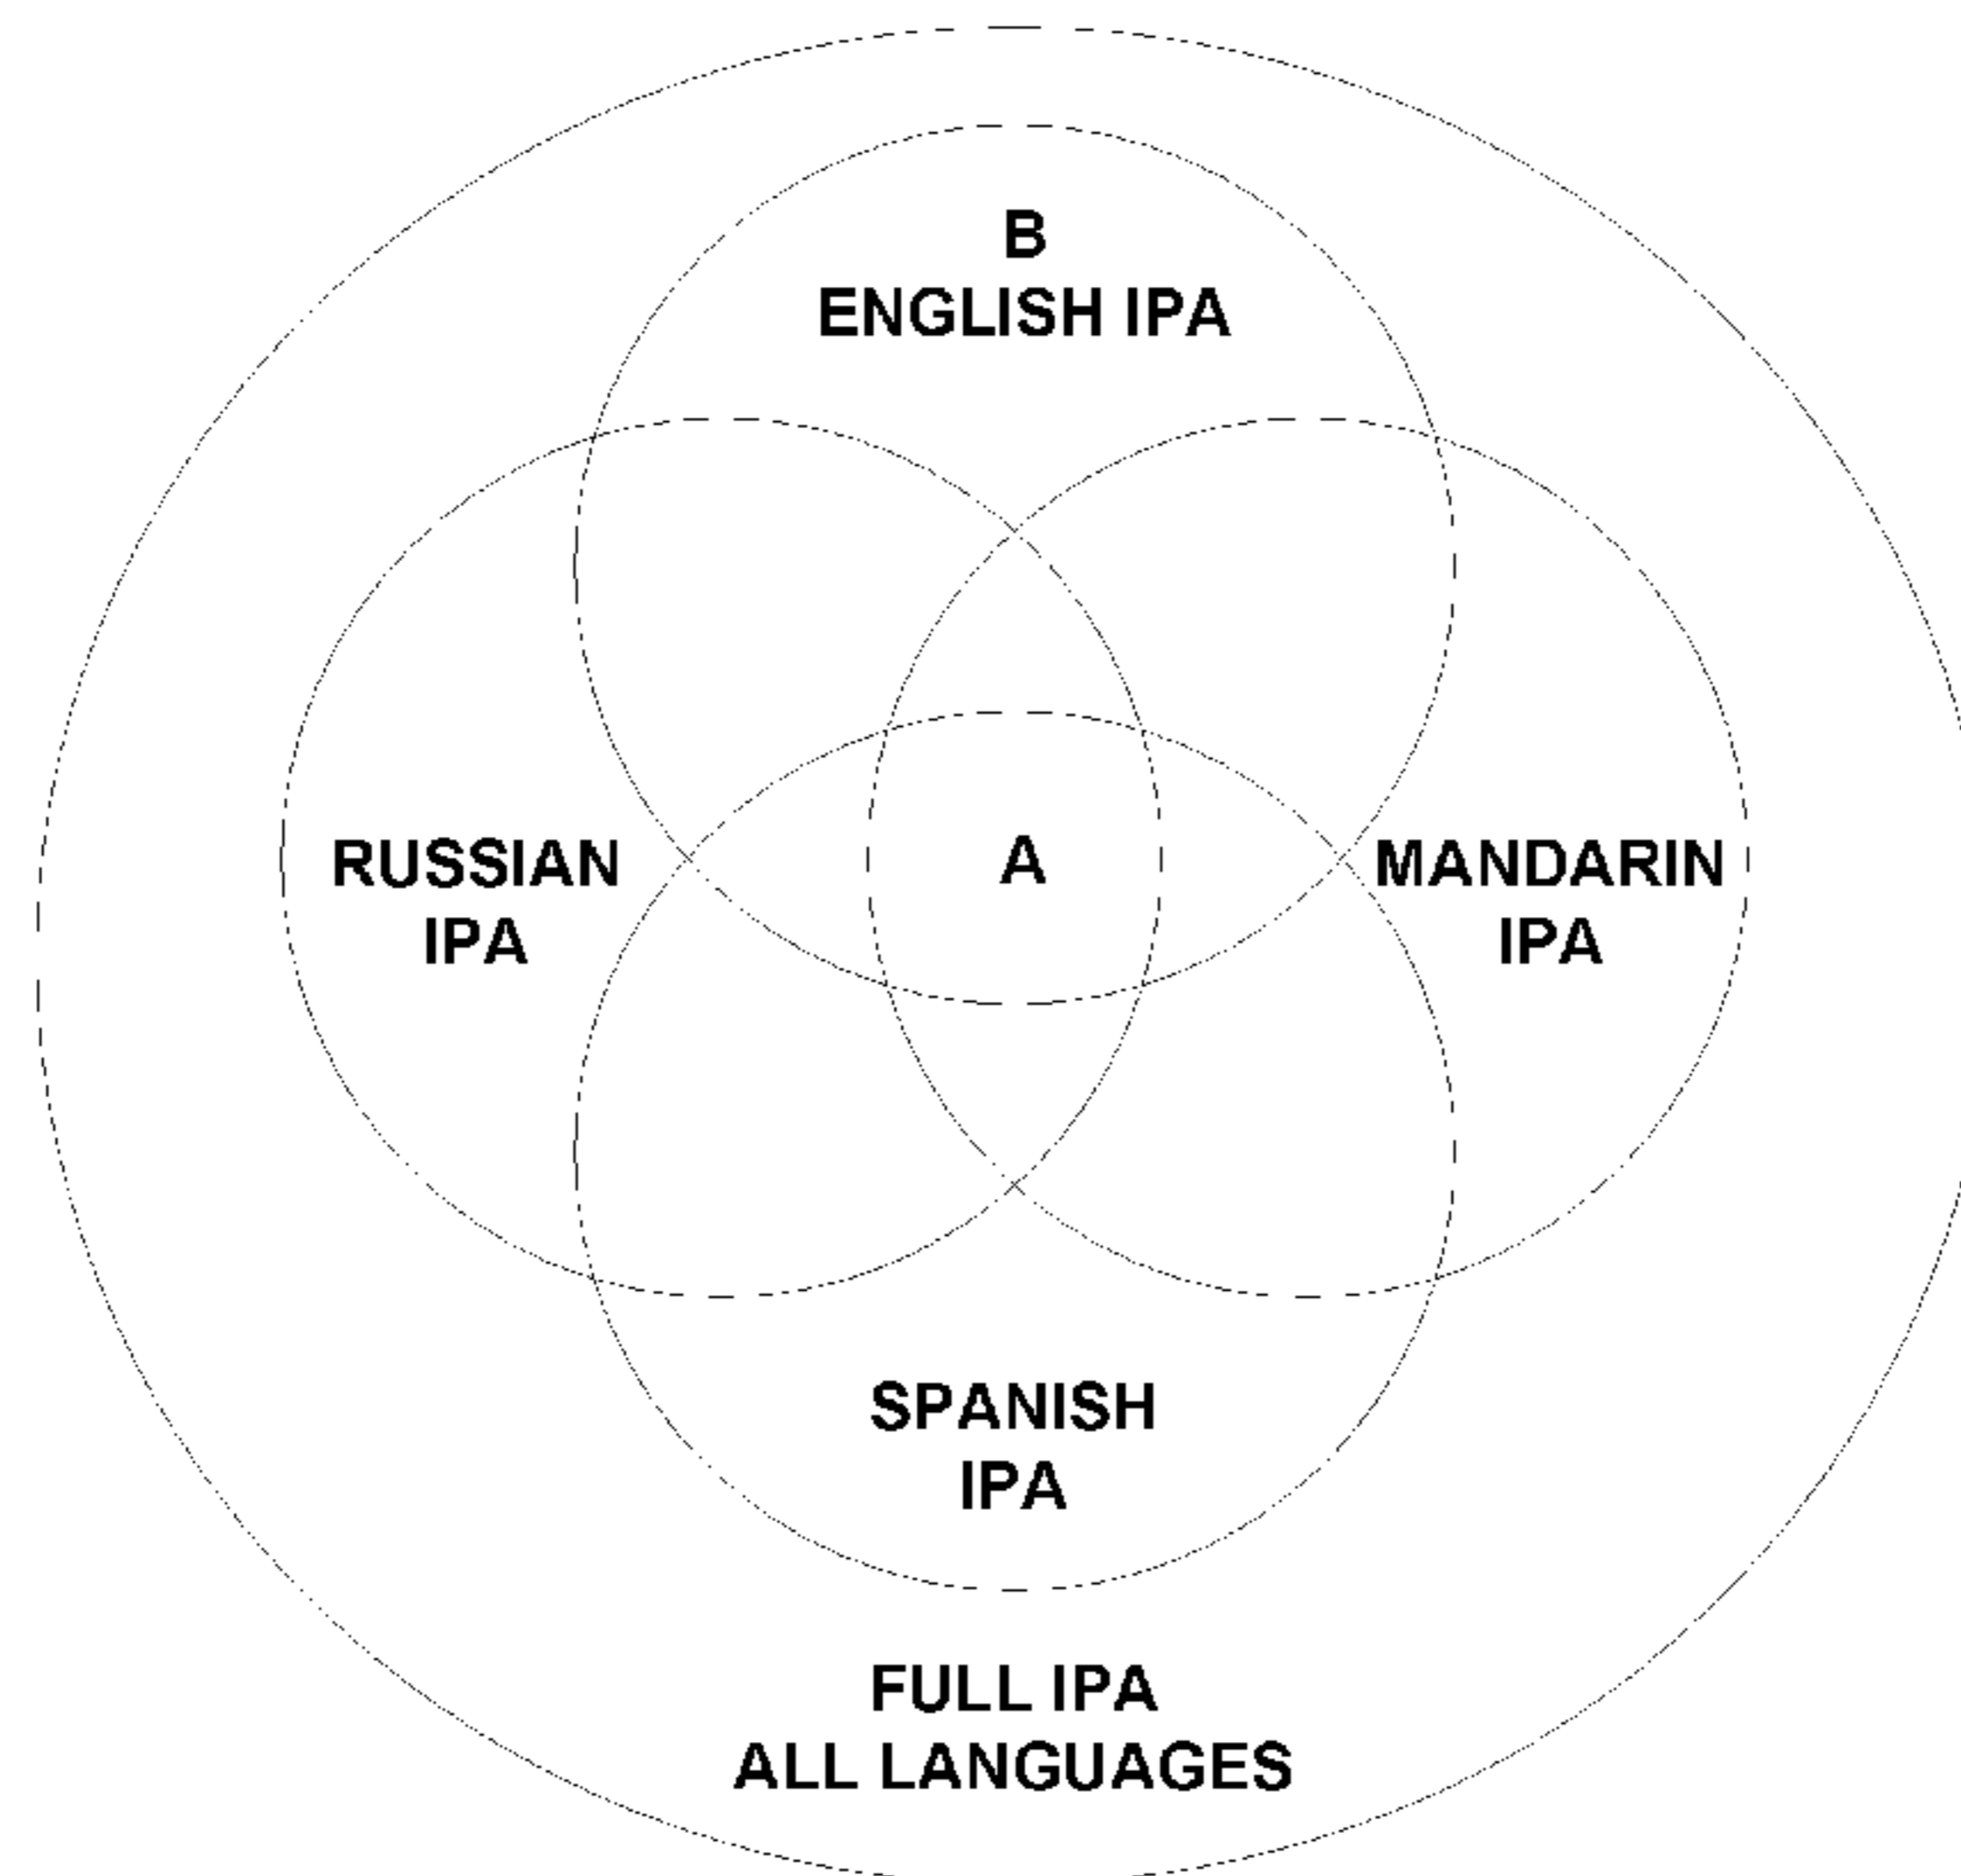 B
ENGLISH IPA
RUSSIAN
IPA
A
MANDARIN
IPA
SPANISH
IPA
FULL IPA
ALL LANGUAGES